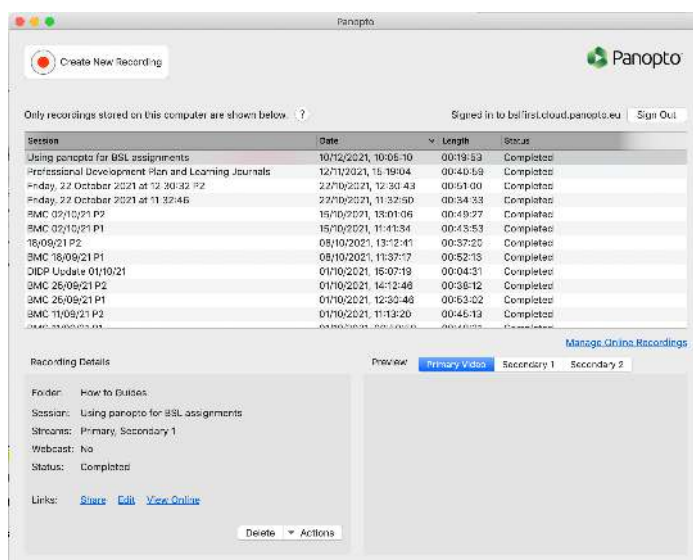 Panopto
Create New Recording
Panopto
Only recordings stored on this computer are shown below. ? Signed in to bslfirst.cloud.panopto.eu Sign Out
Session Date Length Status
Using panopto for BSL assignments 10/12/2021, 10:05:10 00:19:53 Completed
Professional Development Plan and Learning Journals 12/11/2021, 15:19:04 00:40:59 Completed
Friday, 22 October 2021 at 12:30:32 P2 22/10/2021, 12:30:43 00:51:00 Completed
Friday, 22 October 2021 at 11:32:46 22/10/2021, 11:32:50 00:34:33 Completed
BMC 02/10/21 P2 15/10/2021, 13:01:06 00:49:27 Completed
BMC 02/10/21 P1 15/10/2021, 11:41:34 00:43:53 Completed
18/09/21 P2 08/10/2021, 13:12:41 00:37:20 Completed
BMC 18/09/21 P1 08/10/2021, 11:37:17 00:52:13 Completed
DIDP Update 01/10/21 01/10/2021, 15:07:19 00:04:31 Completed
BMC 25/09/21 P2 01/10/2021, 14:12:46 00:38:12 Completed
BMC 25/09/21 P1 01/10/2021, 12:30:46 00:53:02 Completed
BMC 11/09/21 P2 01/10/2021, 11:13:20 00:45:13 Completed
Manage Online Recordings
Recording Details Preview Primary Video Secondary 1 Secondary 2
Folder: How to Guides
Session: Using panopto for BSL assignments
Streams: Primary, Secondary 1
Webcast: No
Status: Completed
Links: Share Edit View Online
Delete Actions